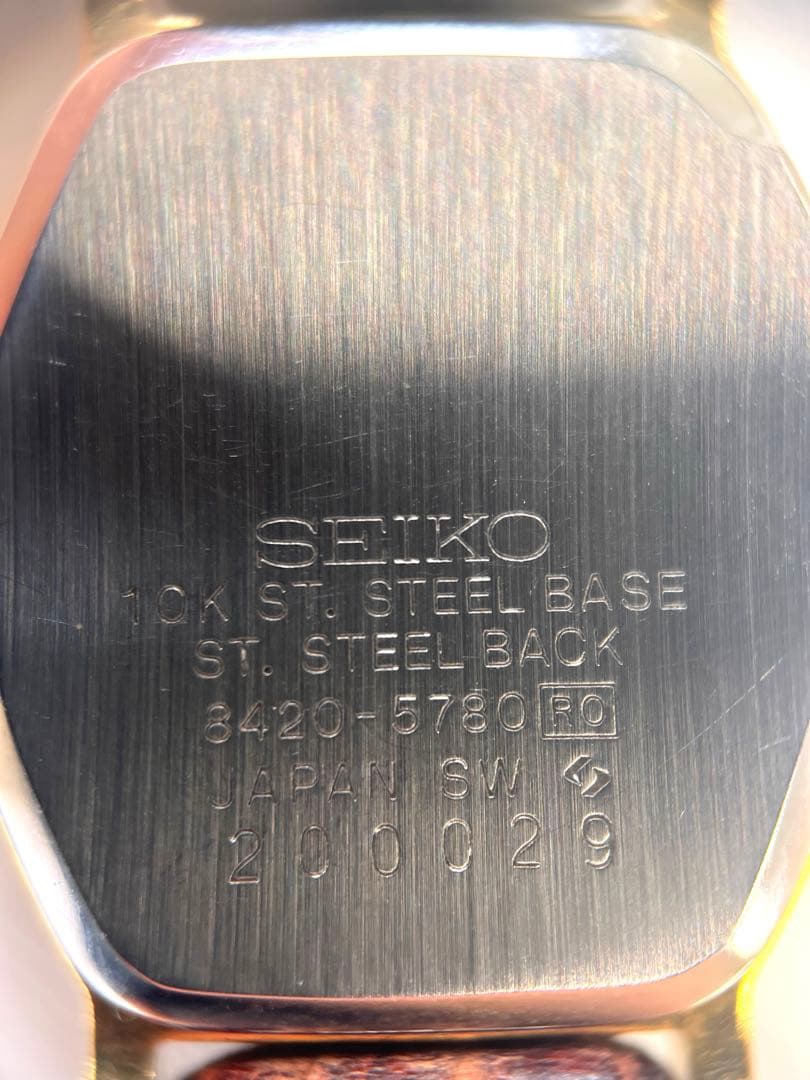 SEIKO
10K ST. STEEL BASE
ST. STEEL BACK
8420-5780 RO
JAPAN SW
200029